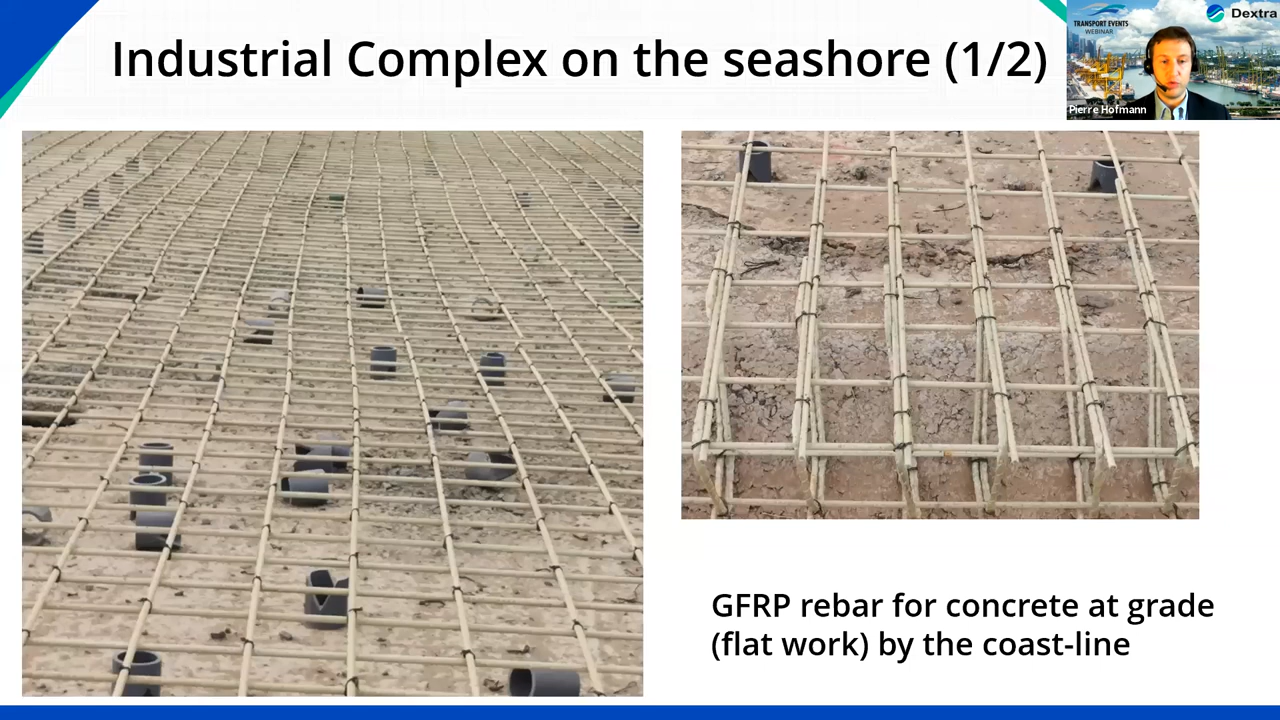 Industrial Complex on the seashore (1/2)
TRANSPORT EVENTS
WEBINAR
Dextra
Pierre Hofmann
GFRP rebar for concrete at grade
(flat work) by the coast-line